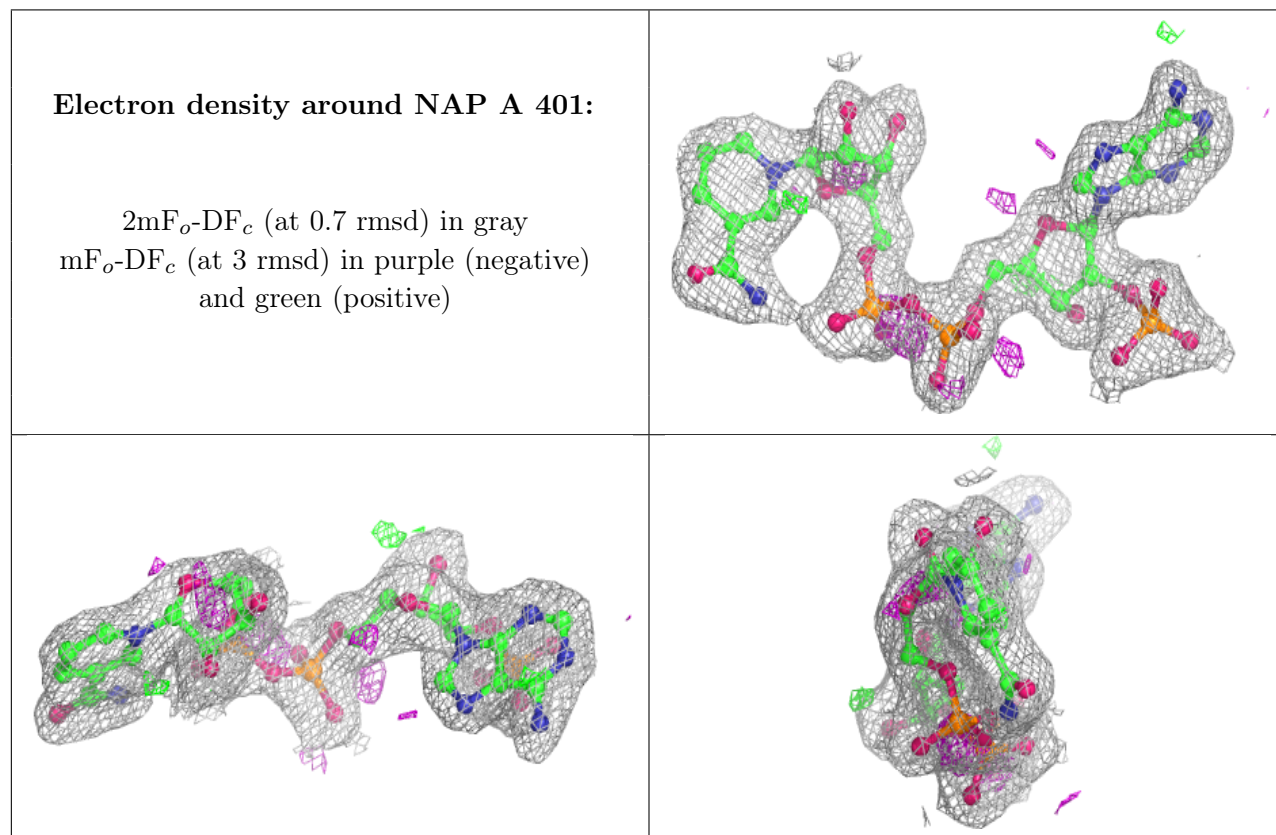 Electron density around NAP A 401:
2mFo-DFc (at 0.7 rmsd) in gray
mFo-DFc (at 3 rmsd) in purple (negative)
and green (positive)